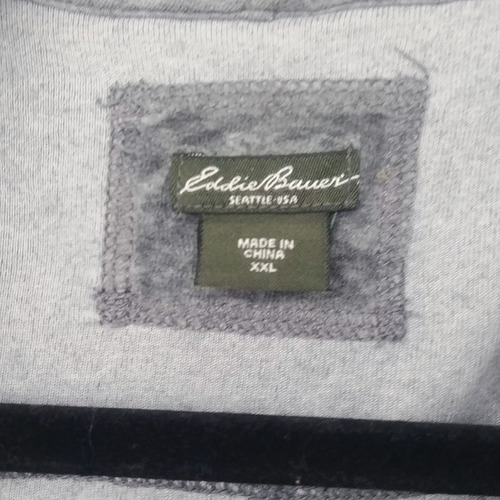 Eddie Bauer
SEATTLE·USA
MADE IN
CHINA
XXL